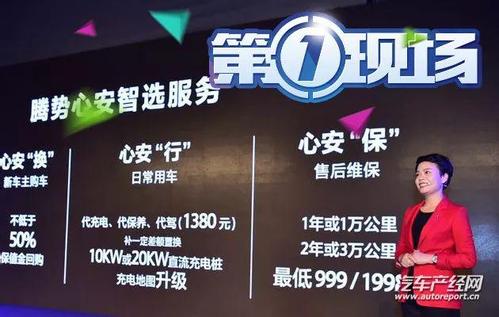 第1现场
腾势心安智选服务
心安“换”
新车主购车
不低于
50%
保值金回购
心安“行”
日常用车
代充电、代保养、代驾(1380元)
补一定差额置换
10KW或20KW直流充电桩
充电地图升级
心安“保”
售后维保
1年或1万公里
2年或3万公里
最低999/1998
汽车产经网
www.autoreport.cn